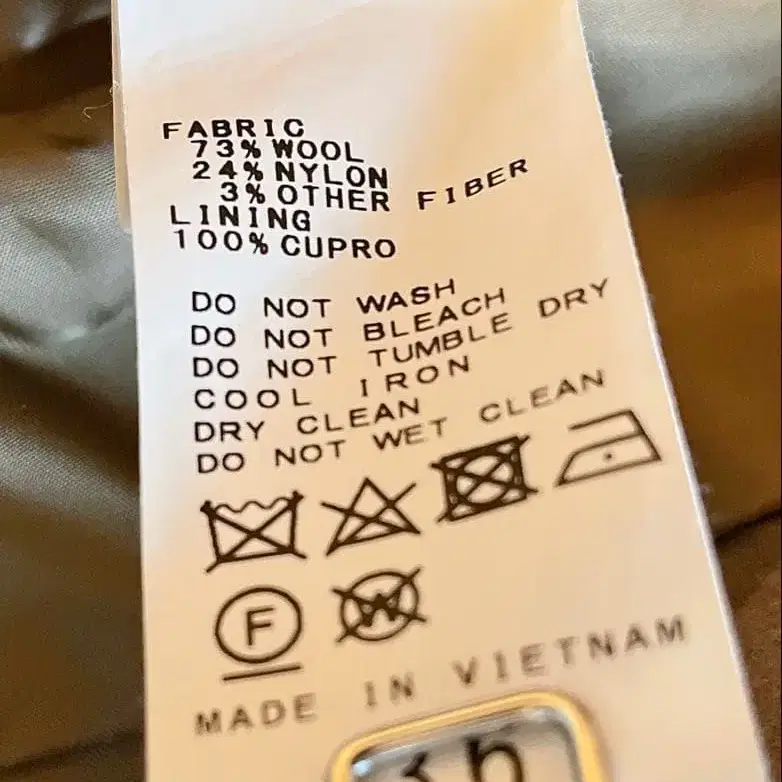 FABRIC
73% WOOL
24% NYLON
3% OTHER FIBER
LINING
100% CUPRO
DO NOT WASH
DO NOT BLEACH
DO NOT TUMBLE DRY
COOL IRON
DRY CLEAN
DO NOT WET CLEAN
F W
MADE IN VIETNAM